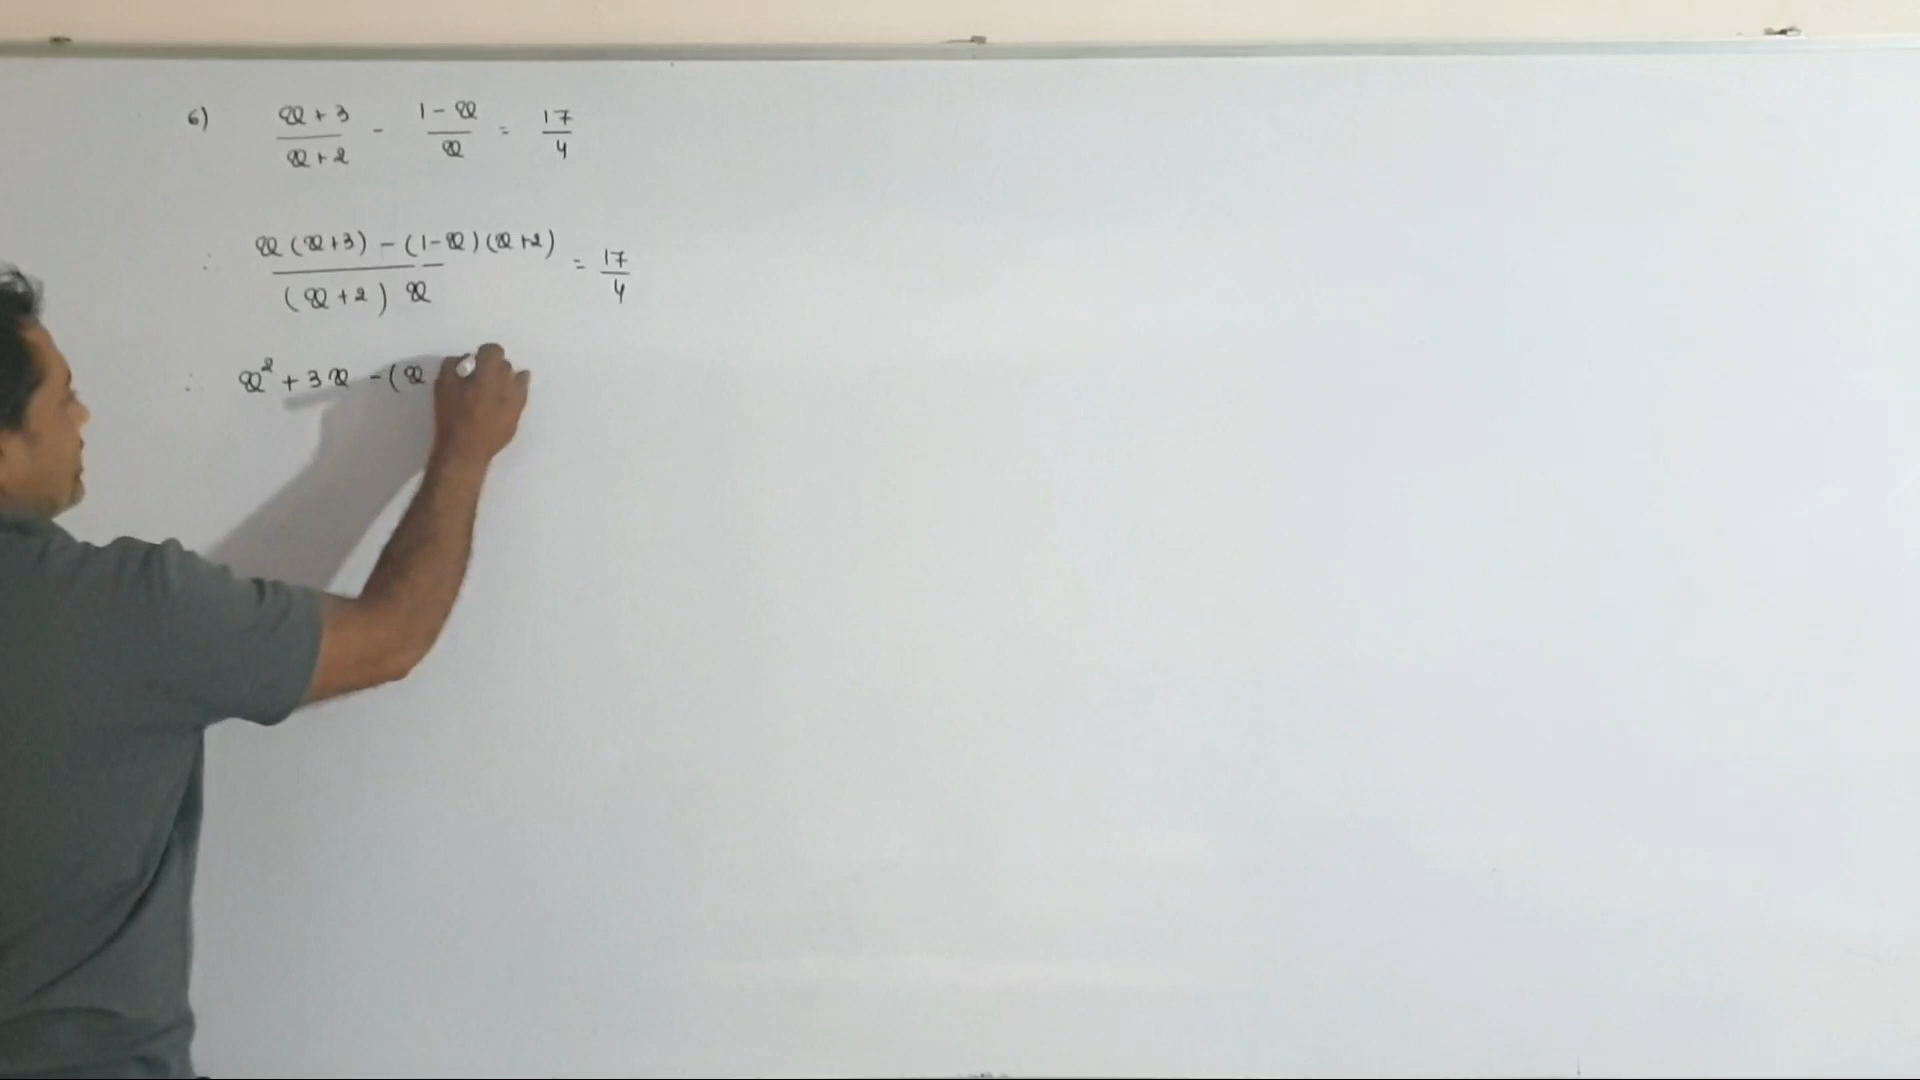 6) x + 3 / x + 2 - 1 - x / x = 17 / 4
∴ x (x+3) - (1-x) (x+2) / (x+2) x = 17 / 4
∴ x² + 3x - (x